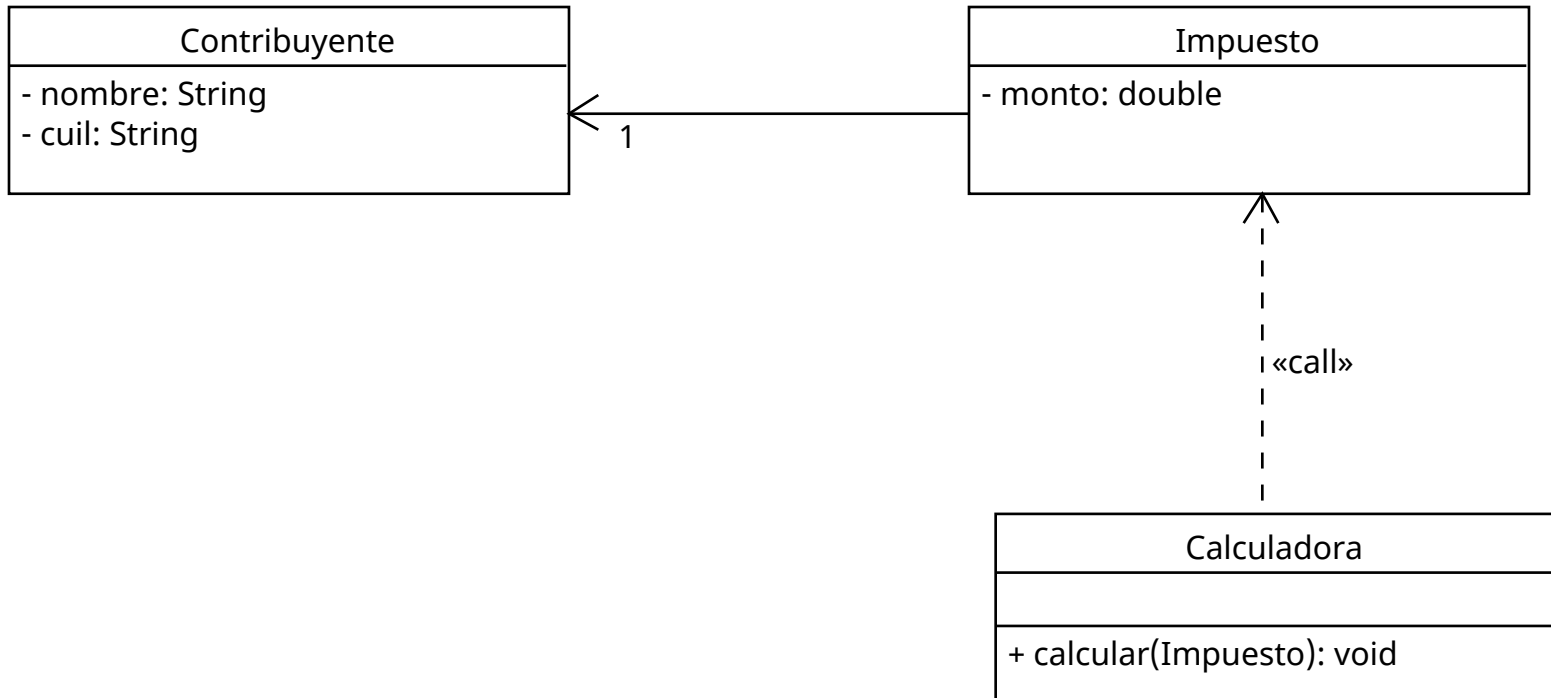 Contribuyente
- nombre: String
- cuil: String
1
Impuesto
- monto: double
«call»
Calculadora
+ calcular(Impuesto): void